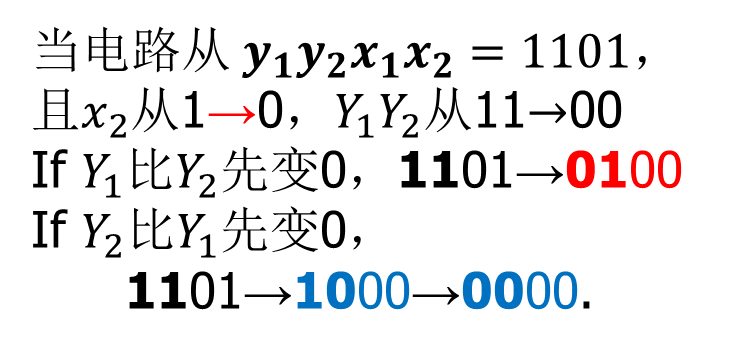 当电路从 y₁y₂x₁x₂ = 1101，
且x₂从1→0，Y₁Y₂从11→00
If Y₁比Y₂先变0，1101→0100
If Y₂比Y₁先变0，
1101→1000→0000.